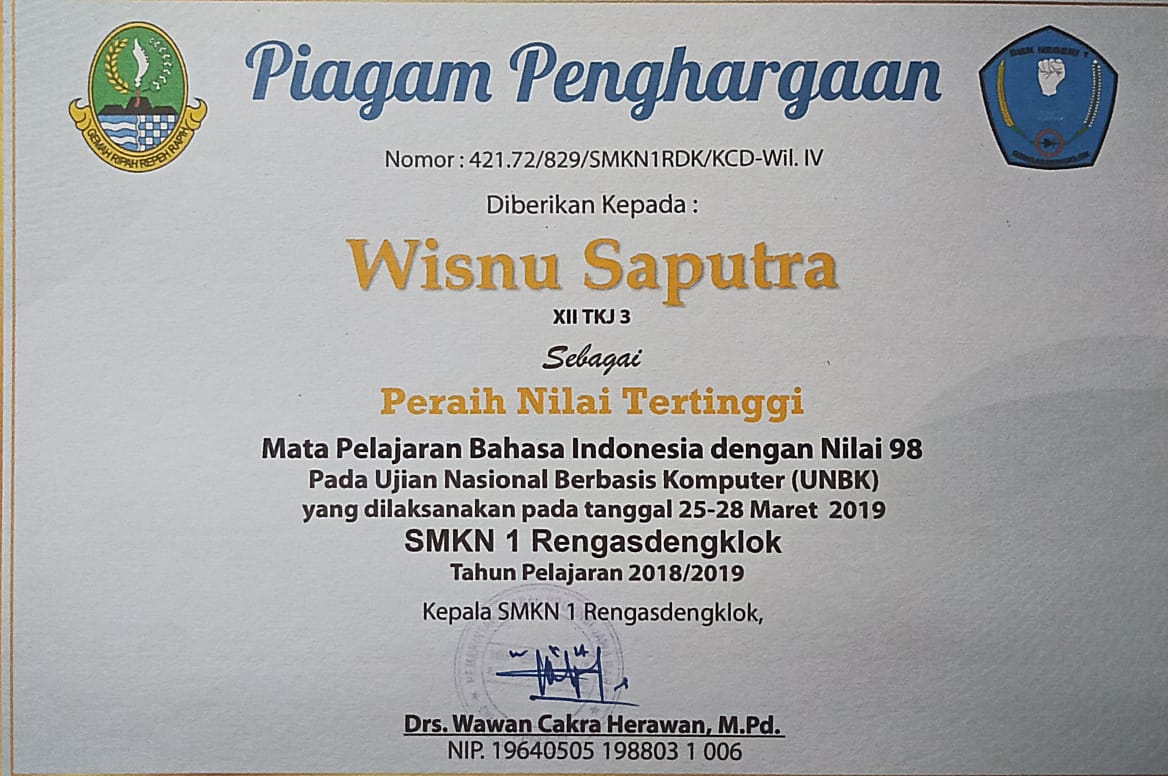 Piagam Penghargaan
GEMAH RIPAH REPEH RAPIH
SMK NEGERI 1
RENGASDENGKLOK
Nomor : 421.72/829/SMKN1RDK/KCD-Wil. IV
Diberikan Kepada :
Wisnu Saputra
XII TKJ 3
Sebagai
Peraih Nilai Tertinggi
Mata Pelajaran Bahasa Indonesia dengan Nilai 98
Pada Ujian Nasional Berbasis Komputer (UNBK)
yang dilaksanakan pada tanggal 25-28 Maret 2019
SMKN 1 Rengasdengklok
Tahun Pelajaran 2018/2019
Kepala SMKN 1 Rengasdengklok,
Drs. Wawan Cakra Herawan, M.Pd.
NIP. 19640505 198803 1 006